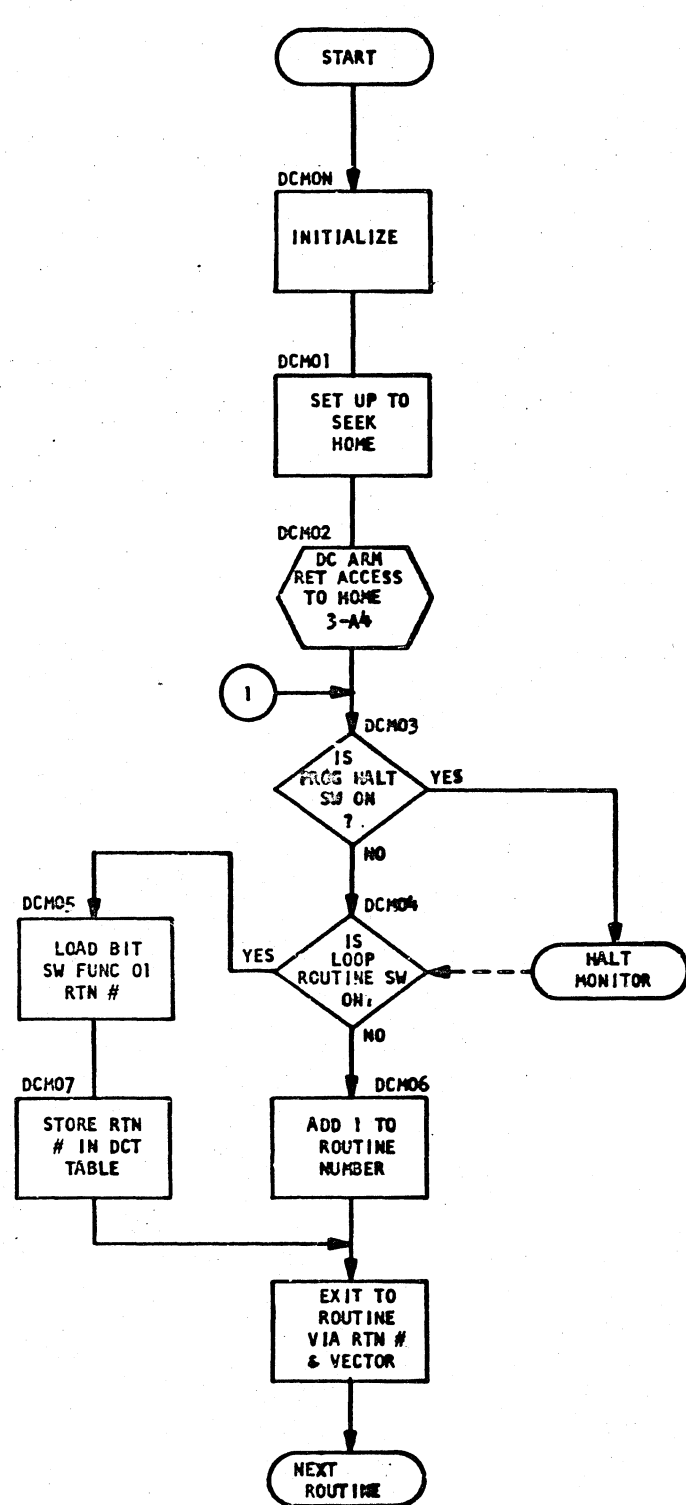 START
DCMON
INITIALIZE
DCM01
SET UP TO
SEEK
HOME
DCM02
DC ARM
RET ACCESS
TO HOME
3-A4
1
DCM03
IS
PROG HALT
SW ON
?
YES
NO
DCM05
DCM04
LOAD BIT
SW FUNC 01
RTN #
YES
IS
LOOP
ROUTINE SW
ON?
HALT
MONITOR
NO
DCM07
DCM06
STORE RTN
# IN DCT
TABLE
ADD 1 TO
ROUTINE
NUMBER
EXIT TO
ROUTINE
VIA RTN #
& VECTOR
NEXT
ROUTINE